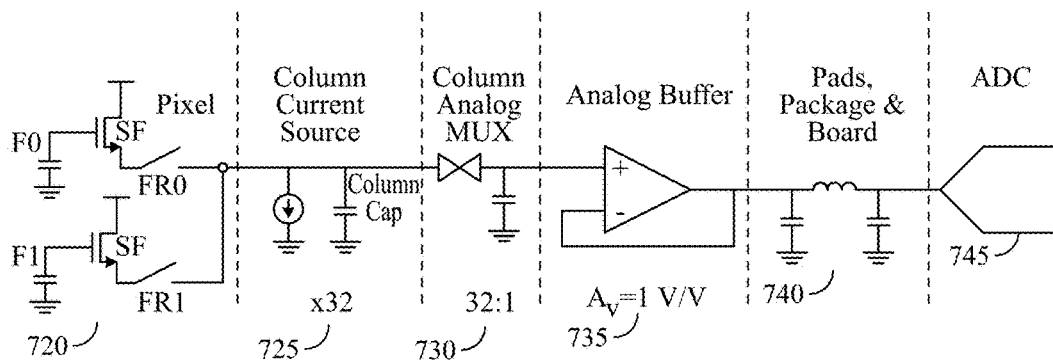 Pixel
F0
SF
FR0
F1
SF
FR1
720
Column
Current
Source
Column
Cap
x32
725
Column
Analog
MUX
32:1
730
Analog Buffer
+
-
Av=1 V/V
735
Pads,
Package &
Board
740
ADC
745